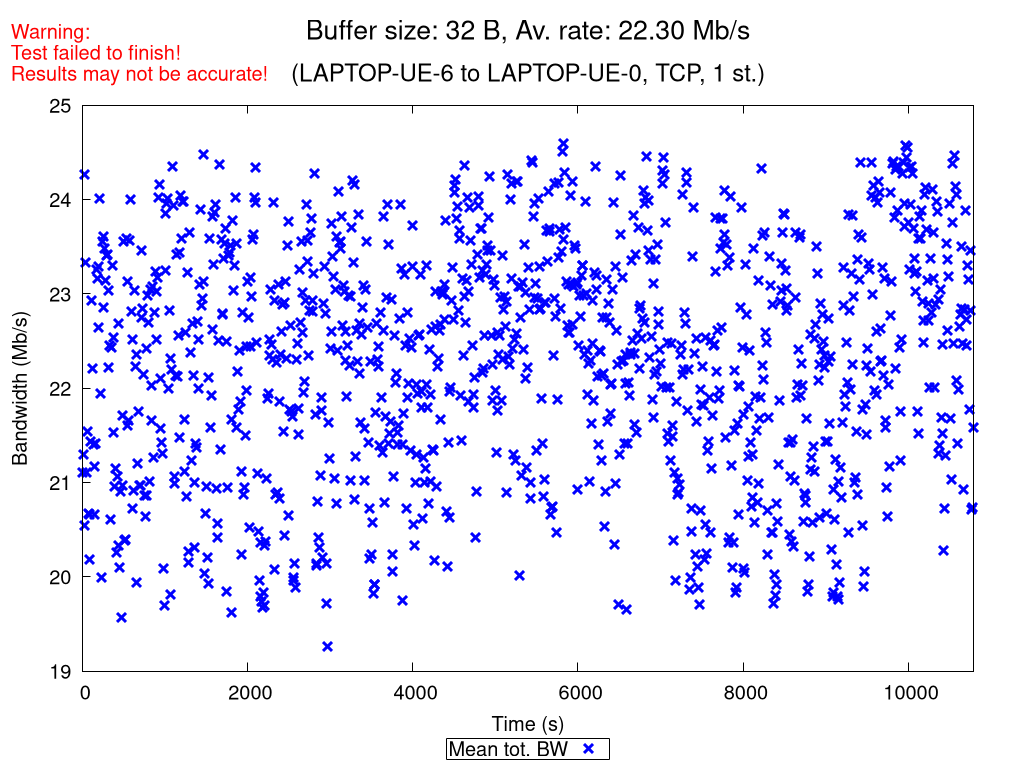 Warning:
Test failed to finish!
Results may not be accurate!
Buffer size: 32 B, Av. rate: 22.30 Mb/s
(LAPTOP-UE-6 to LAPTOP-UE-0, TCP, 1 st.)
25
24
23
22
21
20
19
Bandwidth (Mb/s)
0
2000
4000
6000
8000
10000
Time (s)
Mean tot. BW